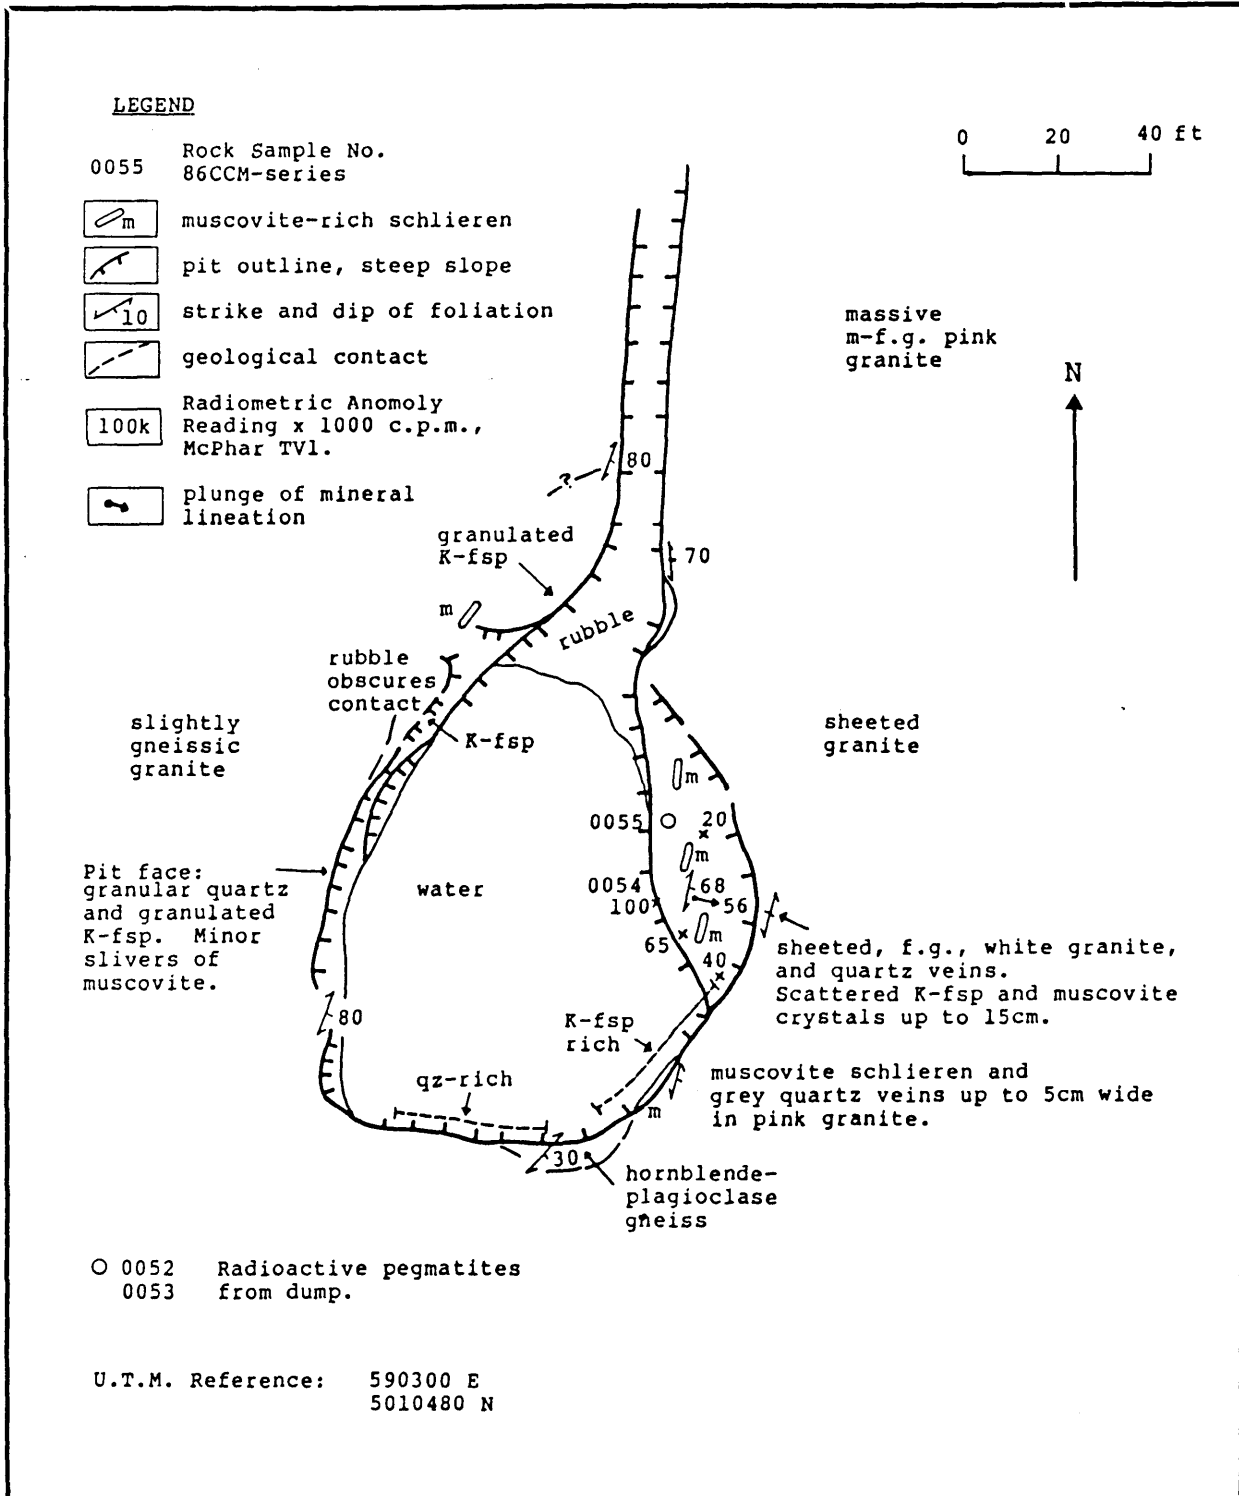 LEGEND
0055
Rock Sample No.
86CCM-series
m
muscovite-rich schlieren
pit outline, steep slope
10
strike and dip of foliation
geological contact
100k
Radiometric Anomoly
Reading x 1000 c.p.m.,
McPhar TV1.
plunge of mineral
lineation
0 20 40 ft
massive
m-f.g. pink
granite
N
80
?
granulated
K-fsp
70
m
rubble
rubble
obscures
contact
K-fsp
slightly
gneissic
granite
sheeted
granite
m
0055
20
m
Pit face:
granular quartz
and granulated
K-fsp. Minor
slivers of
muscovite.
water
0054
100
68
56
65
m
40
sheeted, f.g., white granite,
and quartz veins.
Scattered K-fsp and muscovite
crystals up to 15cm.
80
K-fsp
rich
qz-rich
m
muscovite schlieren and
grey quartz veins up to 5cm wide
in pink granite.
30
hornblende-
plagioclase
gneiss
0052 Radioactive pegmatites
0053 from dump.
U.T.M. Reference: 590300 E
5010480 N